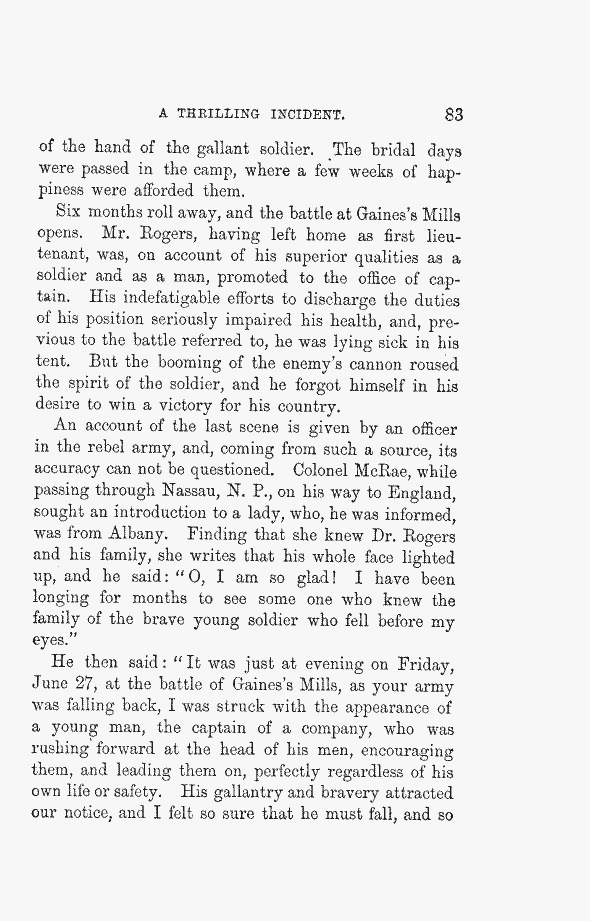 A THRILLING INCIDENT. 83
of the hand of the gallant soldier. The bridal days
were passed in the camp, where a few weeks of hap-
piness were afforded them.
Six months roll away, and the battle at Gaines's Mills
opens. Mr. Rogers, having left home as first lieu-
tenant, was, on account of his superior qualities as a
soldier and as a man, promoted to the office of cap-
tain. His indefatigable efforts to discharge the duties
of his position seriously impaired his health, and, pre-
vious to the battle referred to, he was lying sick in his
tent. But the booming of the enemy's cannon roused
the spirit of the soldier, and he forgot himself in his
desire to win a victory for his country.
An account of the last scene is given by an officer
in the rebel army, and, coming from such a source, its
accuracy can not be questioned. Colonel McRae, while
passing through Nassau, N. P., on his way to England,
sought an introduction to a lady, who, he was informed,
was from Albany. Finding that she knew Dr. Rogers
and his family, she writes that his whole face lighted
up, and he said: "O, I am so glad! I have been
longing for months to see some one who knew the
family of the brave young soldier who fell before my
eyes."
He then said: "It was just at evening on Friday,
June 27, at the battle of Gaines's Mills, as your army
was falling back, I was struck with the appearance of
a young man, the captain of a company, who was
rushing forward at the head of his men, encouraging
them, and leading them on, perfectly regardless of his
own life or safety. His gallantry and bravery attracted
our notice, and I felt so sure that he must fall, and so